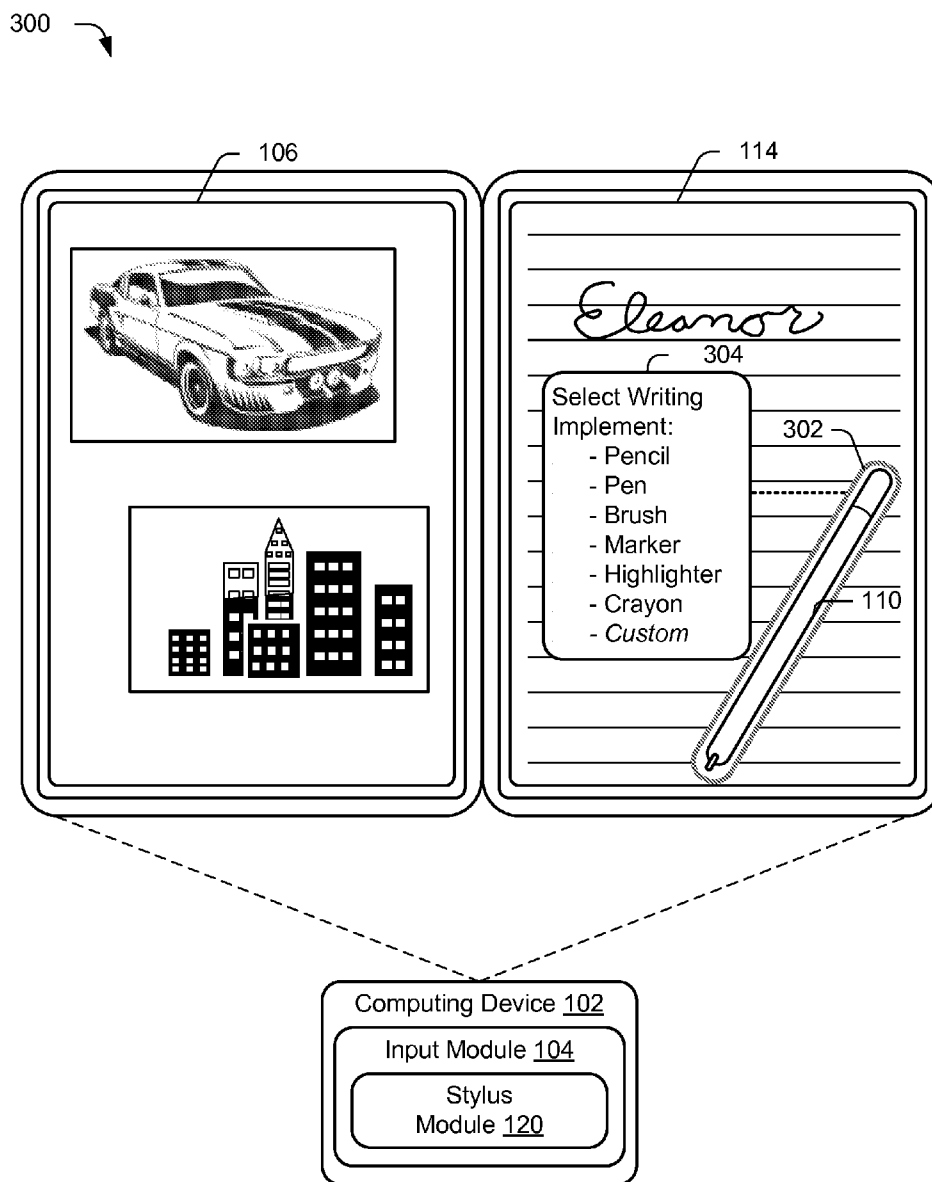 300
106
114
Eleanor
304
Select Writing
Implement:
- Pencil
- Pen
- Brush
- Marker
- Highlighter
- Crayon
- Custom
302
110
Computing Device 102
Input Module 104
Stylus
Module 120